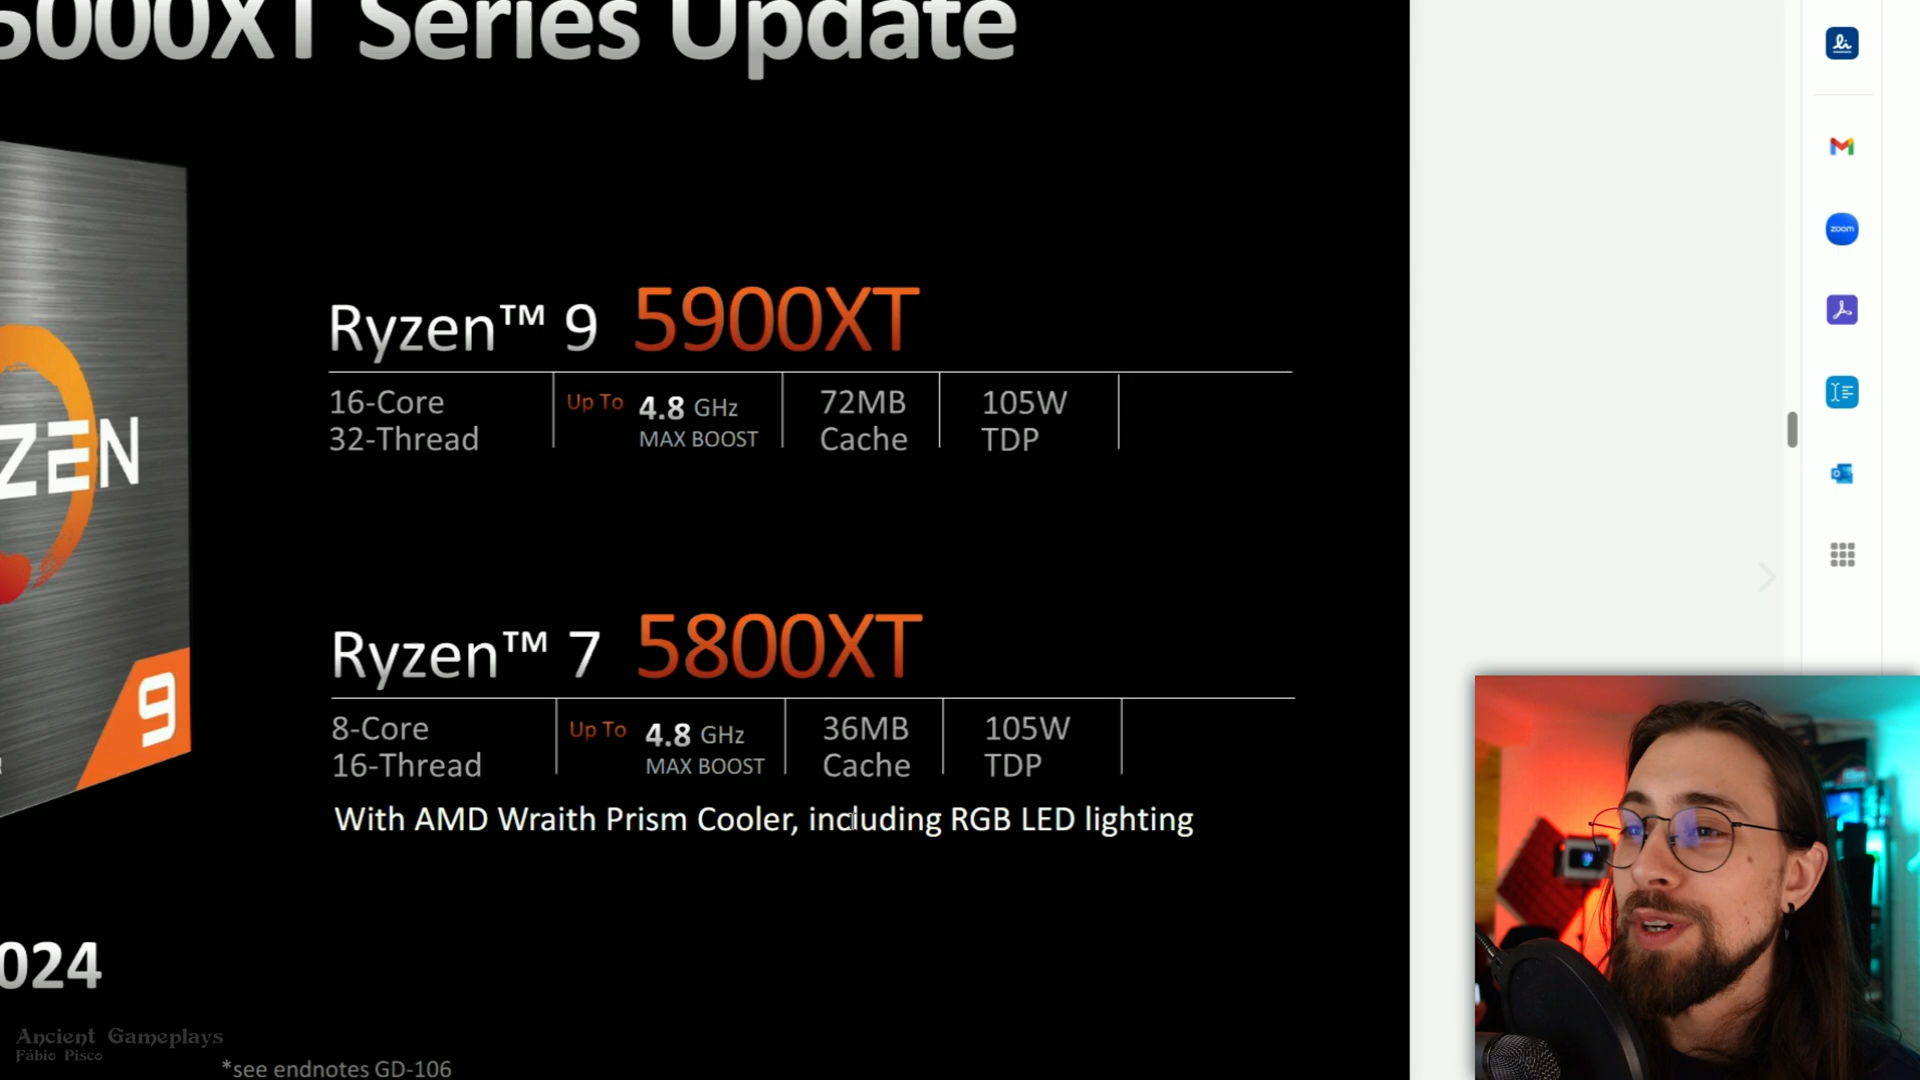 5000XT Series Update
ZEN
9
Ryzen™ 9 5900XT
16-Core
32-Thread
Up To 4.8 GHz
MAX BOOST
72MB
Cache
105W
TDP
Ryzen™ 7 5800XT
8-Core
16-Thread
Up To 4.8 GHz
MAX BOOST
36MB
Cache
105W
TDP
With AMD Wraith Prism Cooler, including RGB LED lighting
024
Ancient Gameplays
Fábio Pisco
*see endnotes GD-106
li
zoom